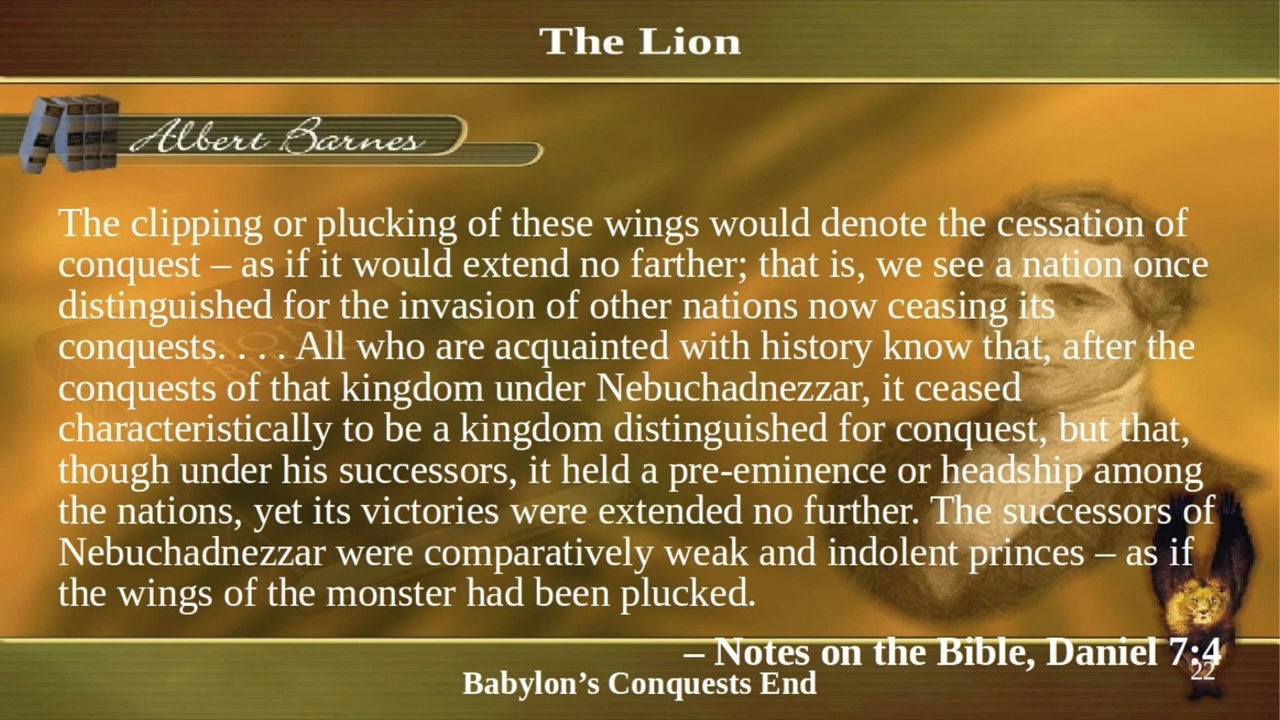 The Lion
Albert Barnes
The clipping or plucking of these wings would denote the cessation of
conquest – as if it would extend no farther; that is, we see a nation once
distinguished for the invasion of other nations now ceasing its
conquests. . . . All who are acquainted with history know that, after the
conquests of that kingdom under Nebuchadnezzar, it ceased
characteristically to be a kingdom distinguished for conquest, but that,
though under his successors, it held a pre-eminence or headship among
the nations, yet its victories were extended no further. The successors of
Nebuchadnezzar were comparatively weak and indolent princes – as if
the wings of the monster had been plucked.
– Notes on the Bible, Daniel 7:4
22
Babylon’s Conquests End